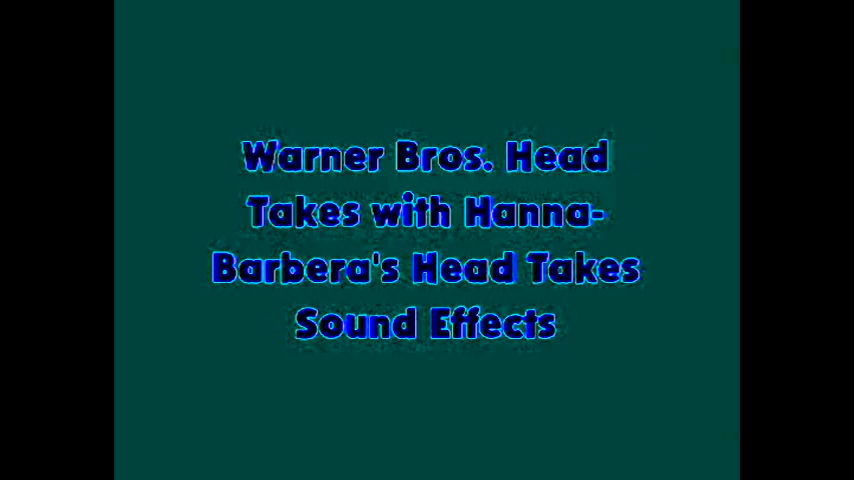 Warner Bros. Head
Takes with Hanna-
Barbera's Head Takes
Sound Effects